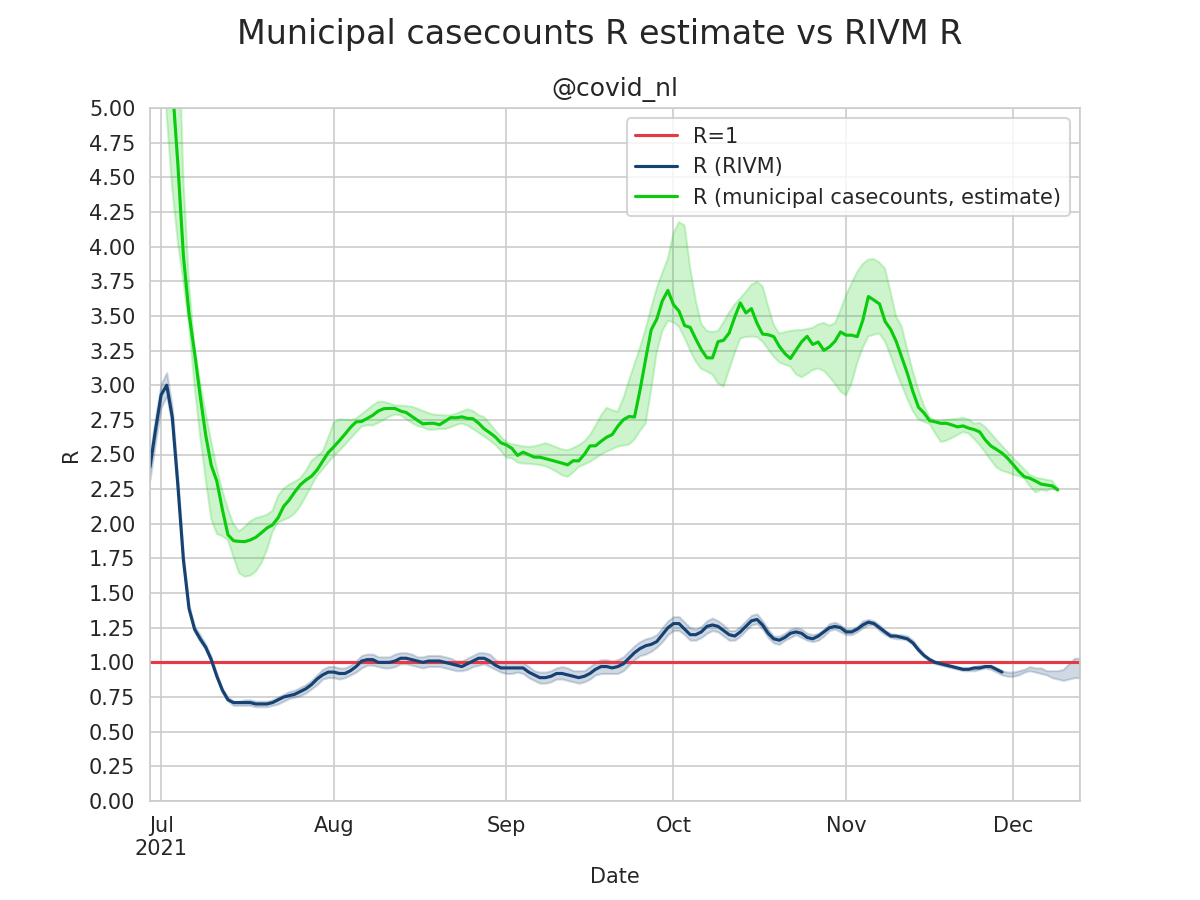 Municipal casecounts R estimate vs RIVM R
@covid_nl
R=1
R (RIVM)
R (municipal casecounts, estimate)
R
5.00
4.75
4.50
4.25
4.00
3.75
3.50
3.25
3.00
2.75
2.50
2.25
2.00
1.75
1.50
1.25
1.00
0.75
0.50
0.25
0.00
Jul Aug Sep Oct Nov Dec
2021
Date